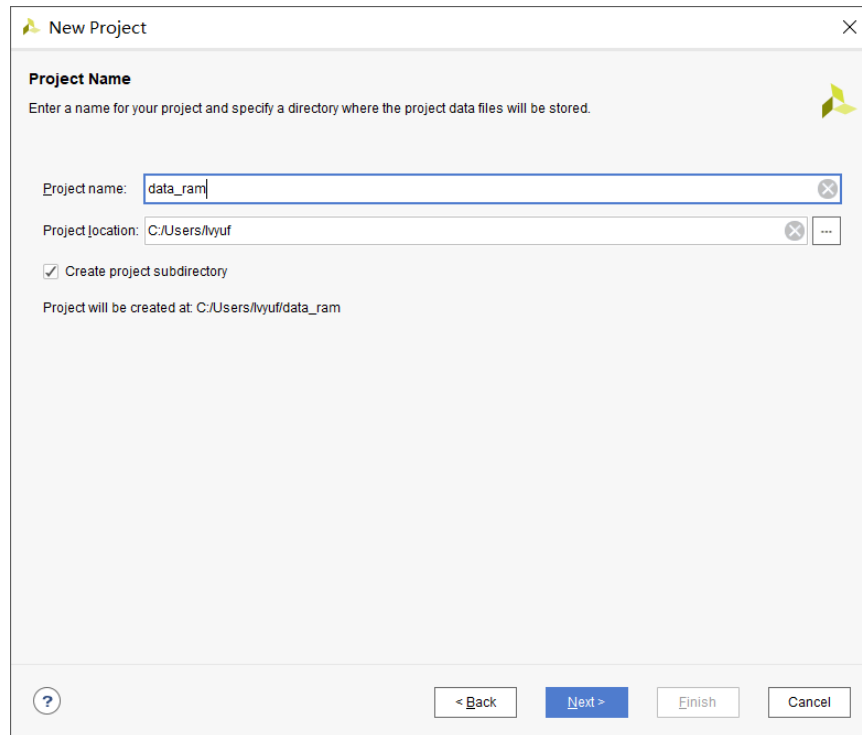 New Project
Project Name
Enter a name for your project and specify a directory where the project data files will be stored.
Project name: data_ram
Project location: C:/Users/lvyuf ...
Create project subdirectory
Project will be created at: C:/Users/lvyuf/data_ram
? < Back Next > Finish Cancel